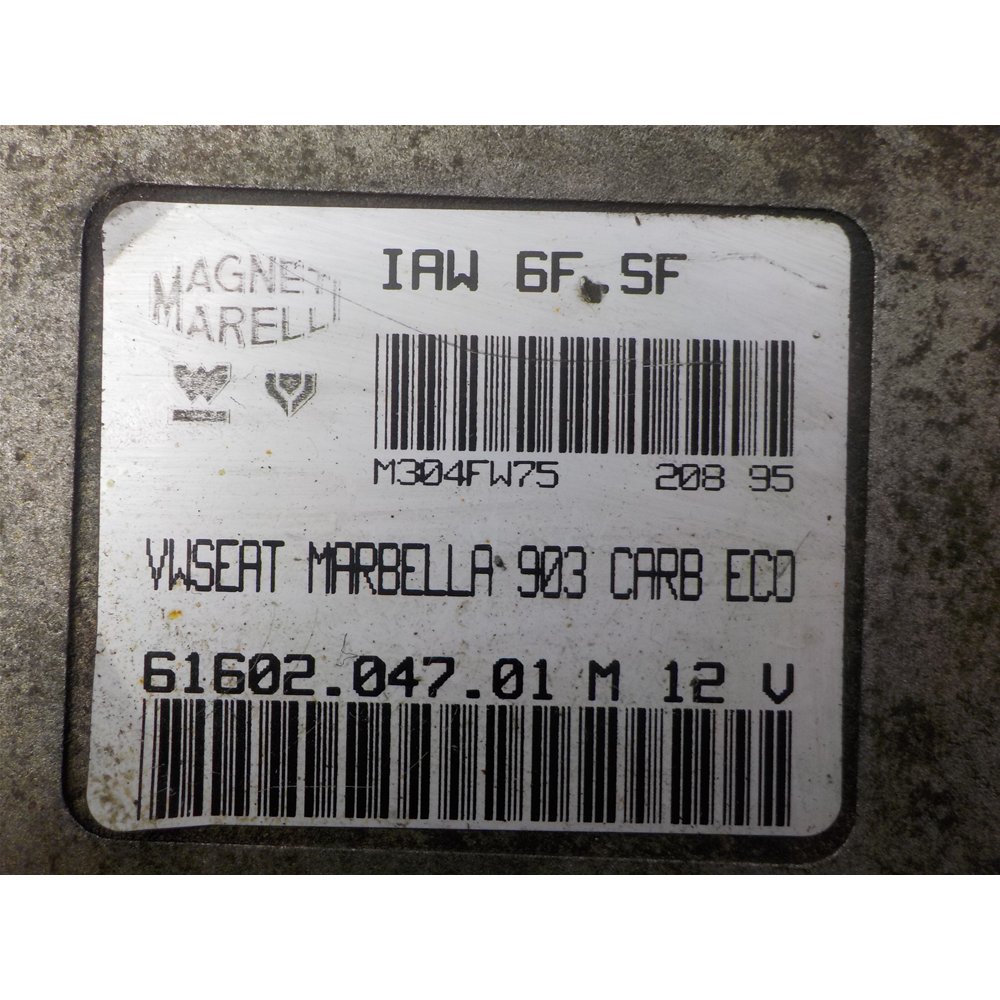 IAW 6F.SF
MAGNETI
MARELLI
M304FW75 208 95
VWSEAT MARBELLA 903 CARB ECO
61602.047.01 M 12 V